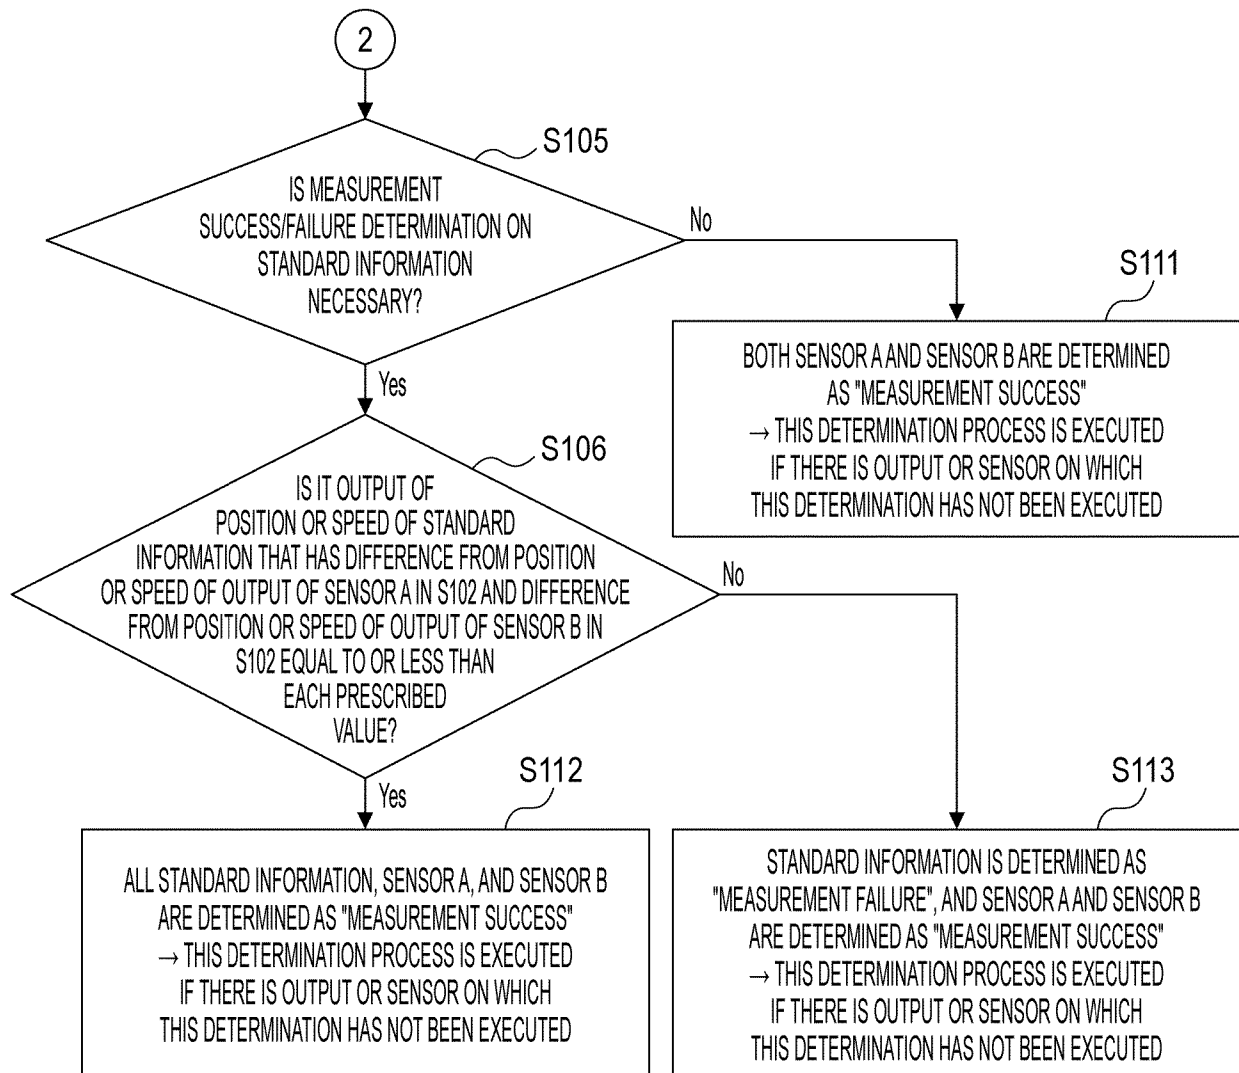 2
S105
IS MEASUREMENT
SUCCESS/FAILURE DETERMINATION ON
STANDARD INFORMATION
NECESSARY?
No
S111
BOTH SENSOR A AND SENSOR B ARE DETERMINED
AS "MEASUREMENT SUCCESS"
→ THIS DETERMINATION PROCESS IS EXECUTED
IF THERE IS OUTPUT OR SENSOR ON WHICH
THIS DETERMINATION HAS NOT BEEN EXECUTED
Yes
S106
IS IT OUTPUT OF
POSITION OR SPEED OF STANDARD
INFORMATION THAT HAS DIFFERENCE FROM POSITION
OR SPEED OF OUTPUT OF SENSOR A IN S102 AND DIFFERENCE
FROM POSITION OR SPEED OF OUTPUT OF SENSOR B IN
S102 EQUAL TO OR LESS THAN
EACH PRESCRIBED
VALUE?
No
Yes
S112
ALL STANDARD INFORMATION, SENSOR A, AND SENSOR B
ARE DETERMINED AS "MEASUREMENT SUCCESS"
→ THIS DETERMINATION PROCESS IS EXECUTED
IF THERE IS OUTPUT OR SENSOR ON WHICH
THIS DETERMINATION HAS NOT BEEN EXECUTED
S113
STANDARD INFORMATION IS DETERMINED AS
"MEASUREMENT FAILURE", AND SENSOR A AND SENSOR B
ARE DETERMINED AS "MEASUREMENT SUCCESS"
→ THIS DETERMINATION PROCESS IS EXECUTED
IF THERE IS OUTPUT OR SENSOR ON WHICH
THIS DETERMINATION HAS NOT BEEN EXECUTED